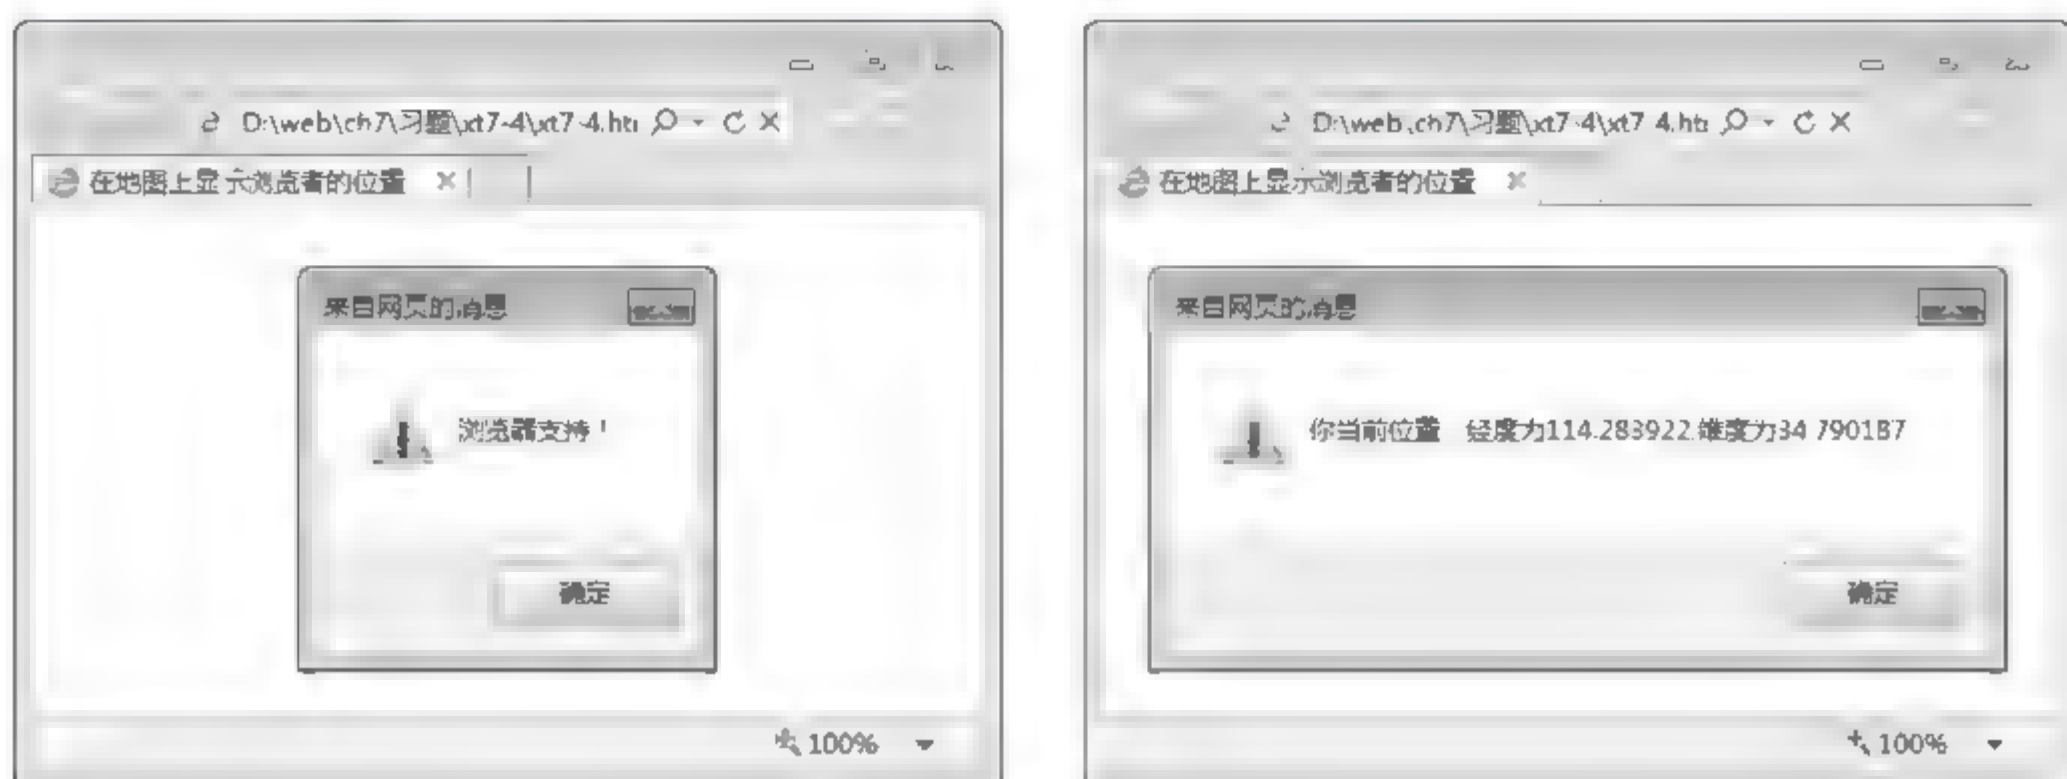 D:\web\ch7\习题\xt7-4\xt7-4.ht
在地图上显示浏览者的位置
来自网页的消息
浏览器支持!
确定
100%
D:\web\ch7\习题\xt7-4\xt7-4.ht
在地图上显示浏览者的位置
来自网页的消息
你当前位置 经度为114.283922,维度为34.790187
确定
100%